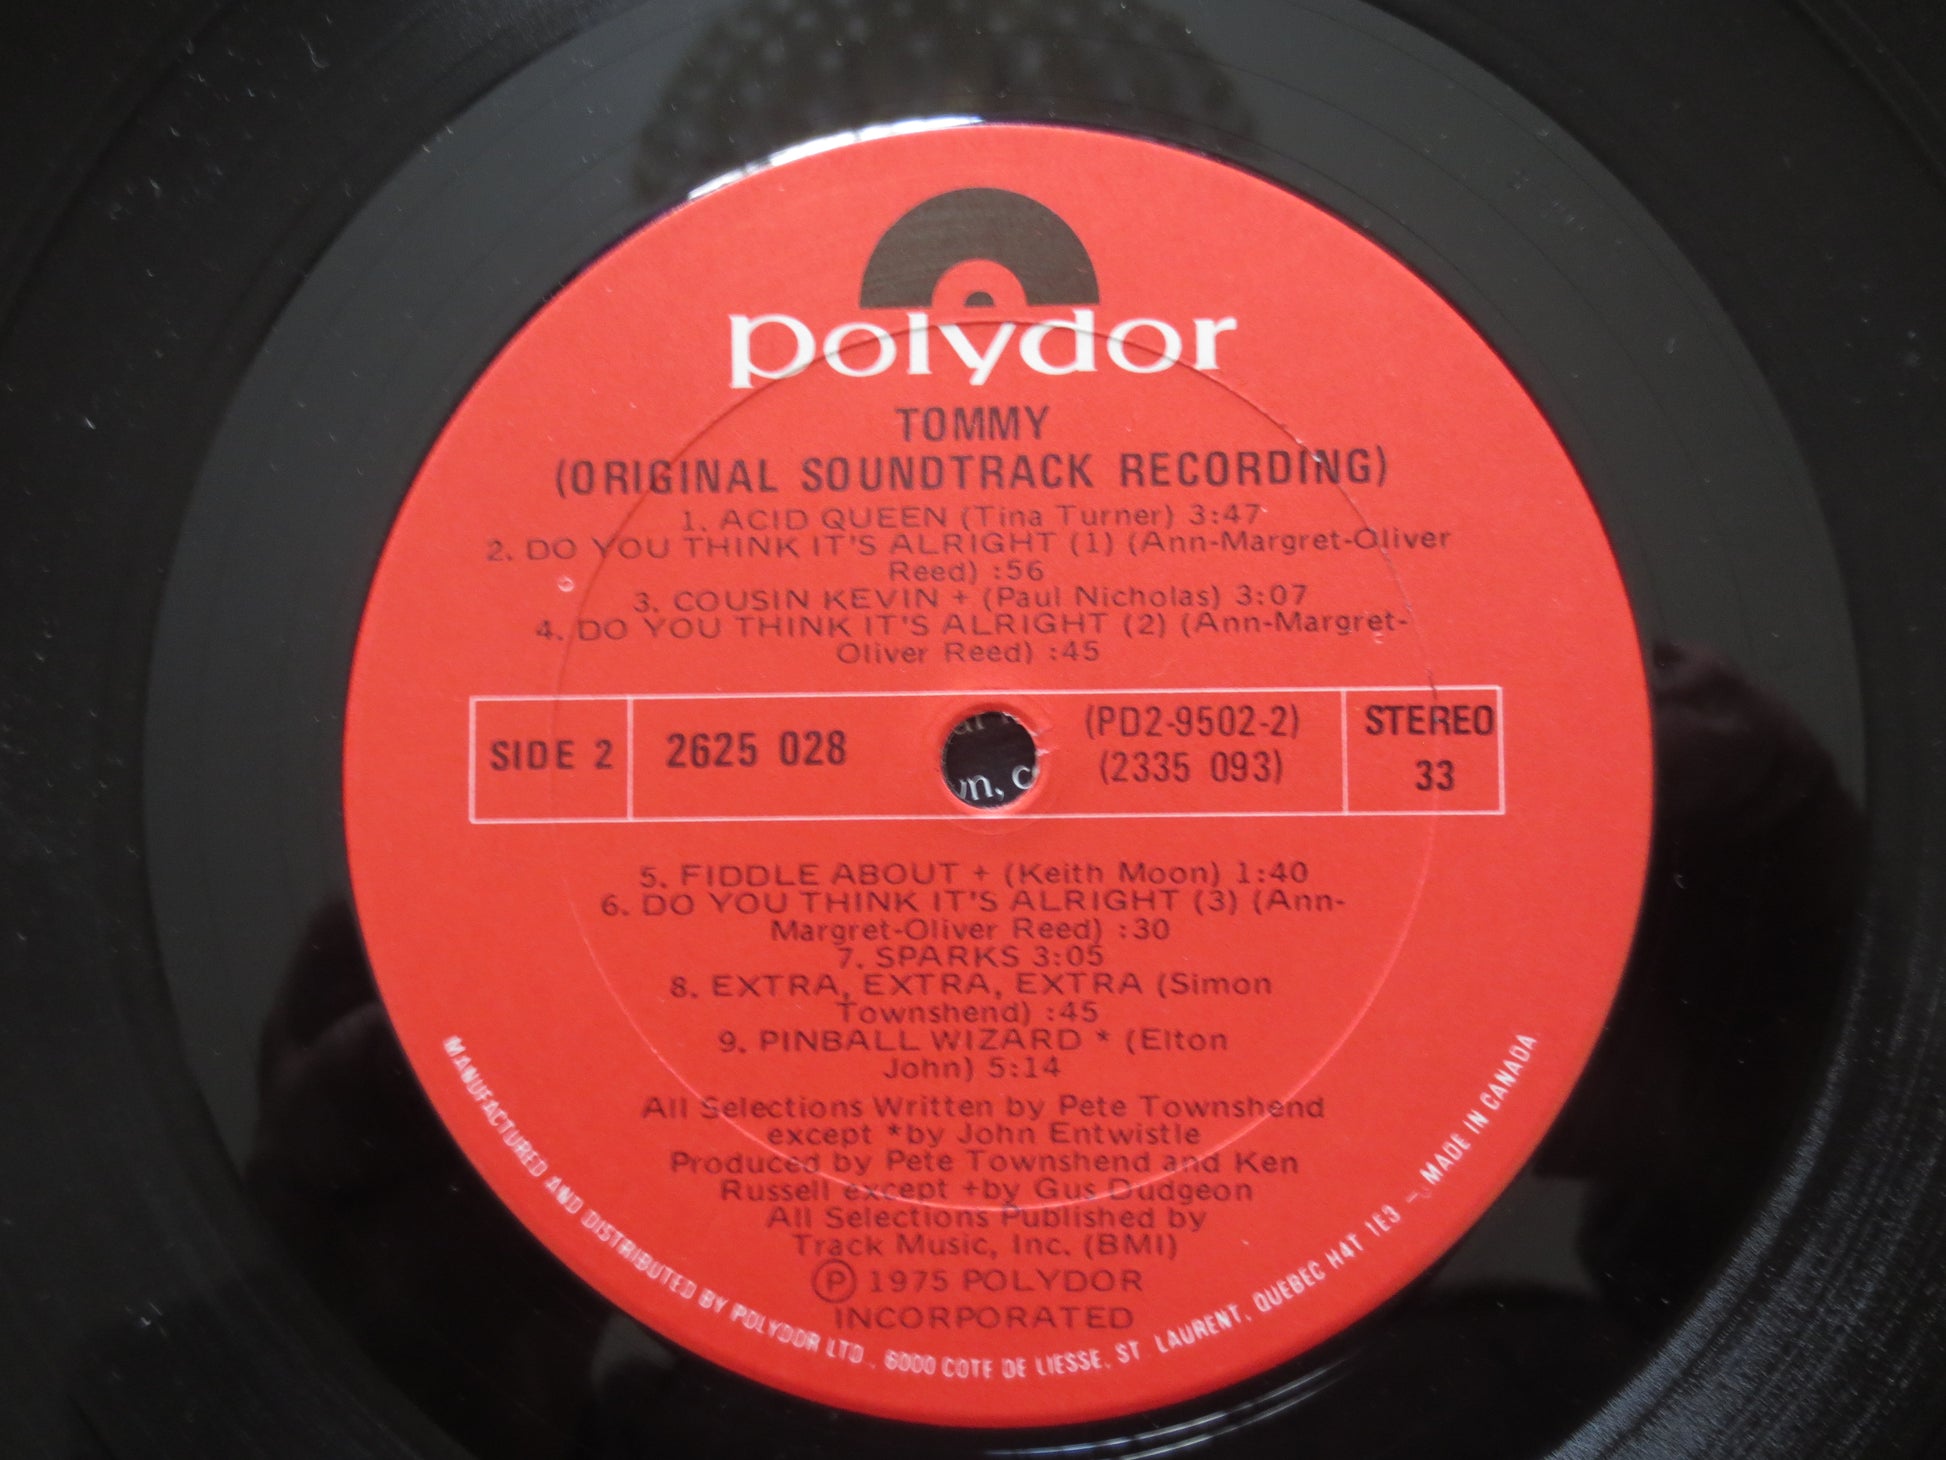 polydor
TOMMY
(ORIGINAL SOUNDTRACK RECORDING)
1. ACID QUEEN (Tina Turner) 3:47
2. DO YOU THINK IT'S ALRIGHT (1) (Ann-Margret-Oliver
Reed) :56
3. COUSIN KEVIN + (Paul Nicholas) 3:07
4. DO YOU THINK IT'S ALRIGHT (2) (Ann-Margret-
Oliver Reed) :45
SIDE 2 2625 028 (PD2-9502-2) STEREO
(2335 093) 33
5. FIDDLE ABOUT + (Keith Moon) 1:40
6. DO YOU THINK IT'S ALRIGHT (3) (Ann-
Margret-Oliver Reed) :30
7. SPARKS 3:05
8. EXTRA, EXTRA, EXTRA (Simon
Townshend) :45
9. PINBALL WIZARD * (Elton
John) 5:14
All Selections Written by Pete Townshend
except *by John Entwistle
Produced by Pete Townshend and Ken
Russell except +by Gus Dudgeon
All Selections Published by
Track Music, Inc. (BMI)
Ⓟ 1975 POLYDOR
INCORPORATED
MANUFACTURED AND DISTRIBUTED BY POLYDOR LTD., 6000 COTE DE LIESSE, ST. LAURENT, QUEBEC H4T 1E3 - MADE IN CANADA